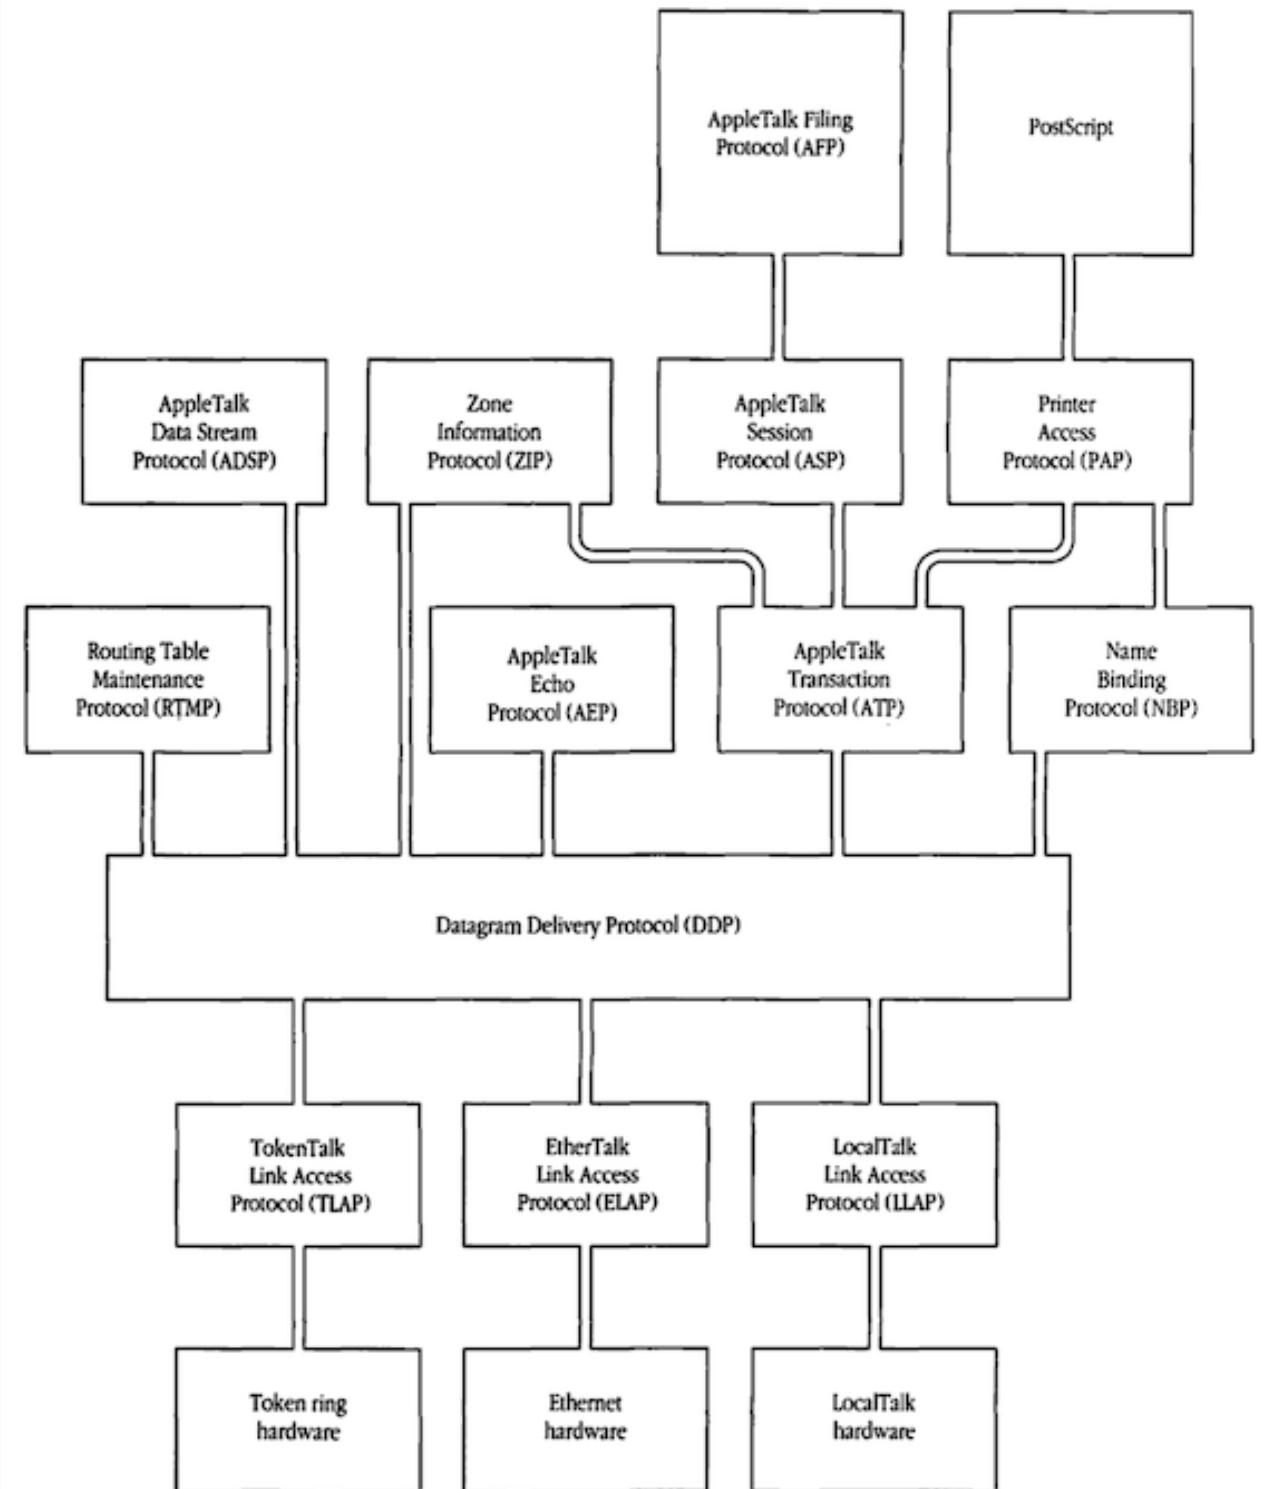 AppleTalk Filing
Protocol (AFP)
PostScript
AppleTalk
Data Stream
Protocol (ADSP)
Zone
Information
Protocol (ZIP)
AppleTalk
Session
Protocol (ASP)
Printer
Access
Protocol (PAP)
Routing Table
Maintenance
Protocol (RTMP)
AppleTalk
Echo
Protocol (AEP)
AppleTalk
Transaction
Protocol (ATP)
Name
Binding
Protocol (NBP)
Datagram Delivery Protocol (DDP)
TokenTalk
Link Access
Protocol (TLAP)
EtherTalk
Link Access
Protocol (ELAP)
LocalTalk
Link Access
Protocol (LLAP)
Token ring
hardware
Ethernet
hardware
LocalTalk
hardware